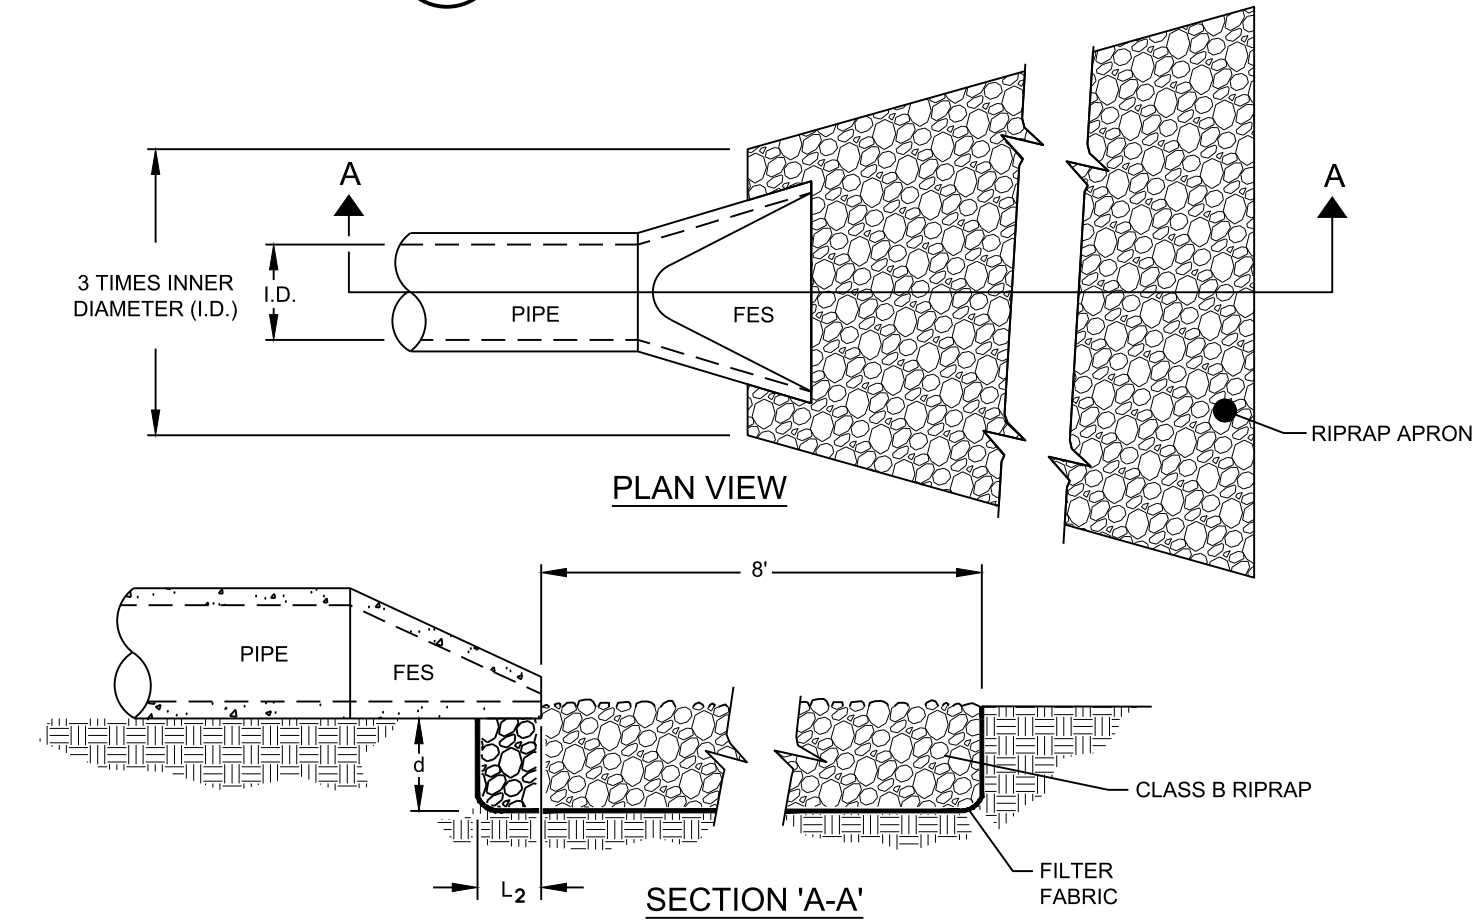 A
A
3 TIMES INNER
DIAMETER (I.D.)
I.D.
PIPE
FES
RIPRAP APRON
PLAN VIEW
8'
PIPE
FES
d
CLASS B RIPRAP
FILTER
FABRIC
L2
SECTION 'A-A'